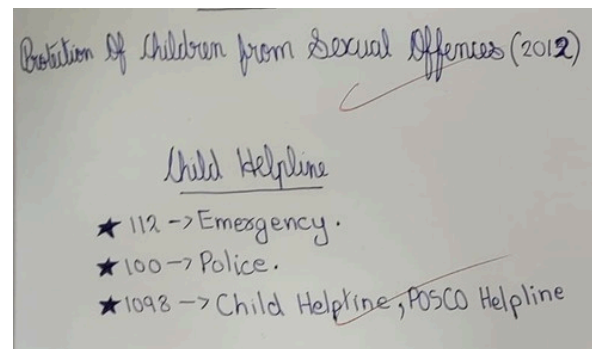 Protection Of Children from Sexual Offences (2012)
Child Helpline
★ 112 -> Emergency.
★ 100 -> Police.
★ 1098 -> Child Helpline, POSCO Helpline